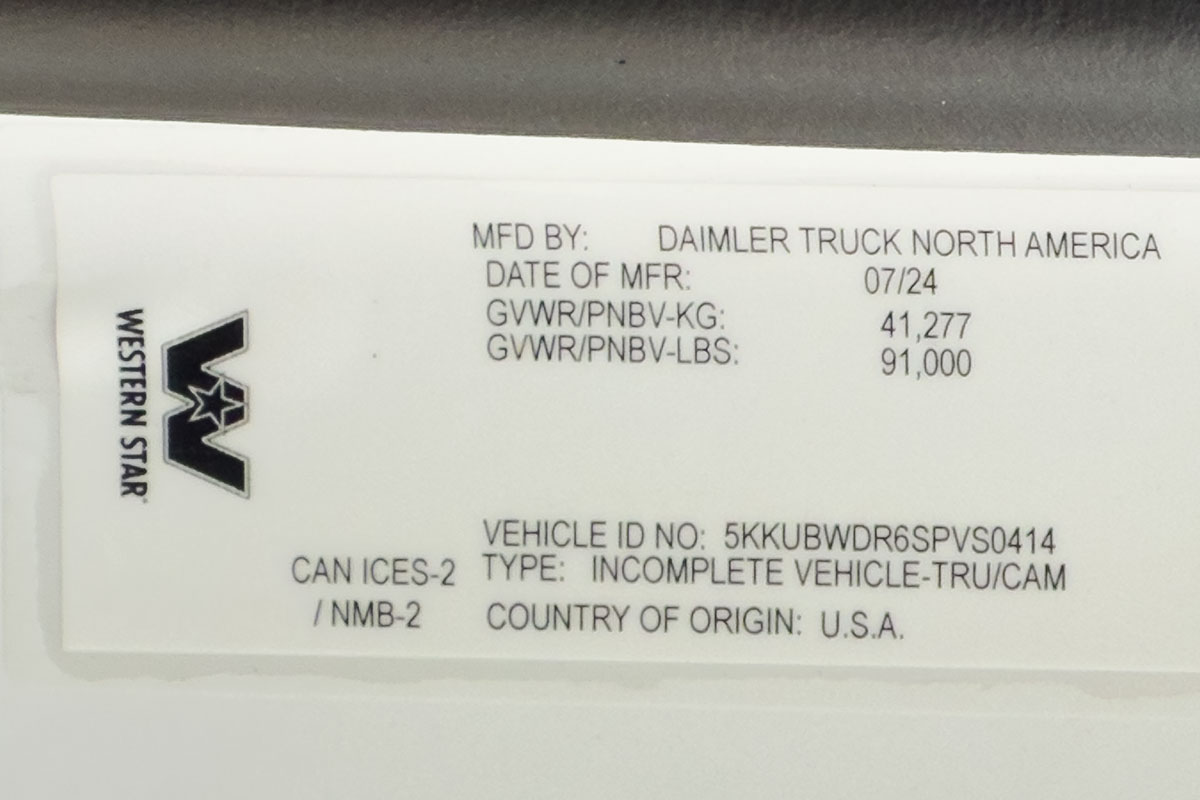 MFD BY: DAIMLER TRUCK NORTH AMERICA
DATE OF MFR: 07/24
GVWR/PNBV-KG: 41,277
GVWR/PNBV-LBS: 91,000
WESTERN STAR
VEHICLE ID NO: 5KKUBWDR6SPVS0414
CAN ICES-2 TYPE: INCOMPLETE VEHICLE-TRU/CAM
/ NMB-2 COUNTRY OF ORIGIN: U.S.A.